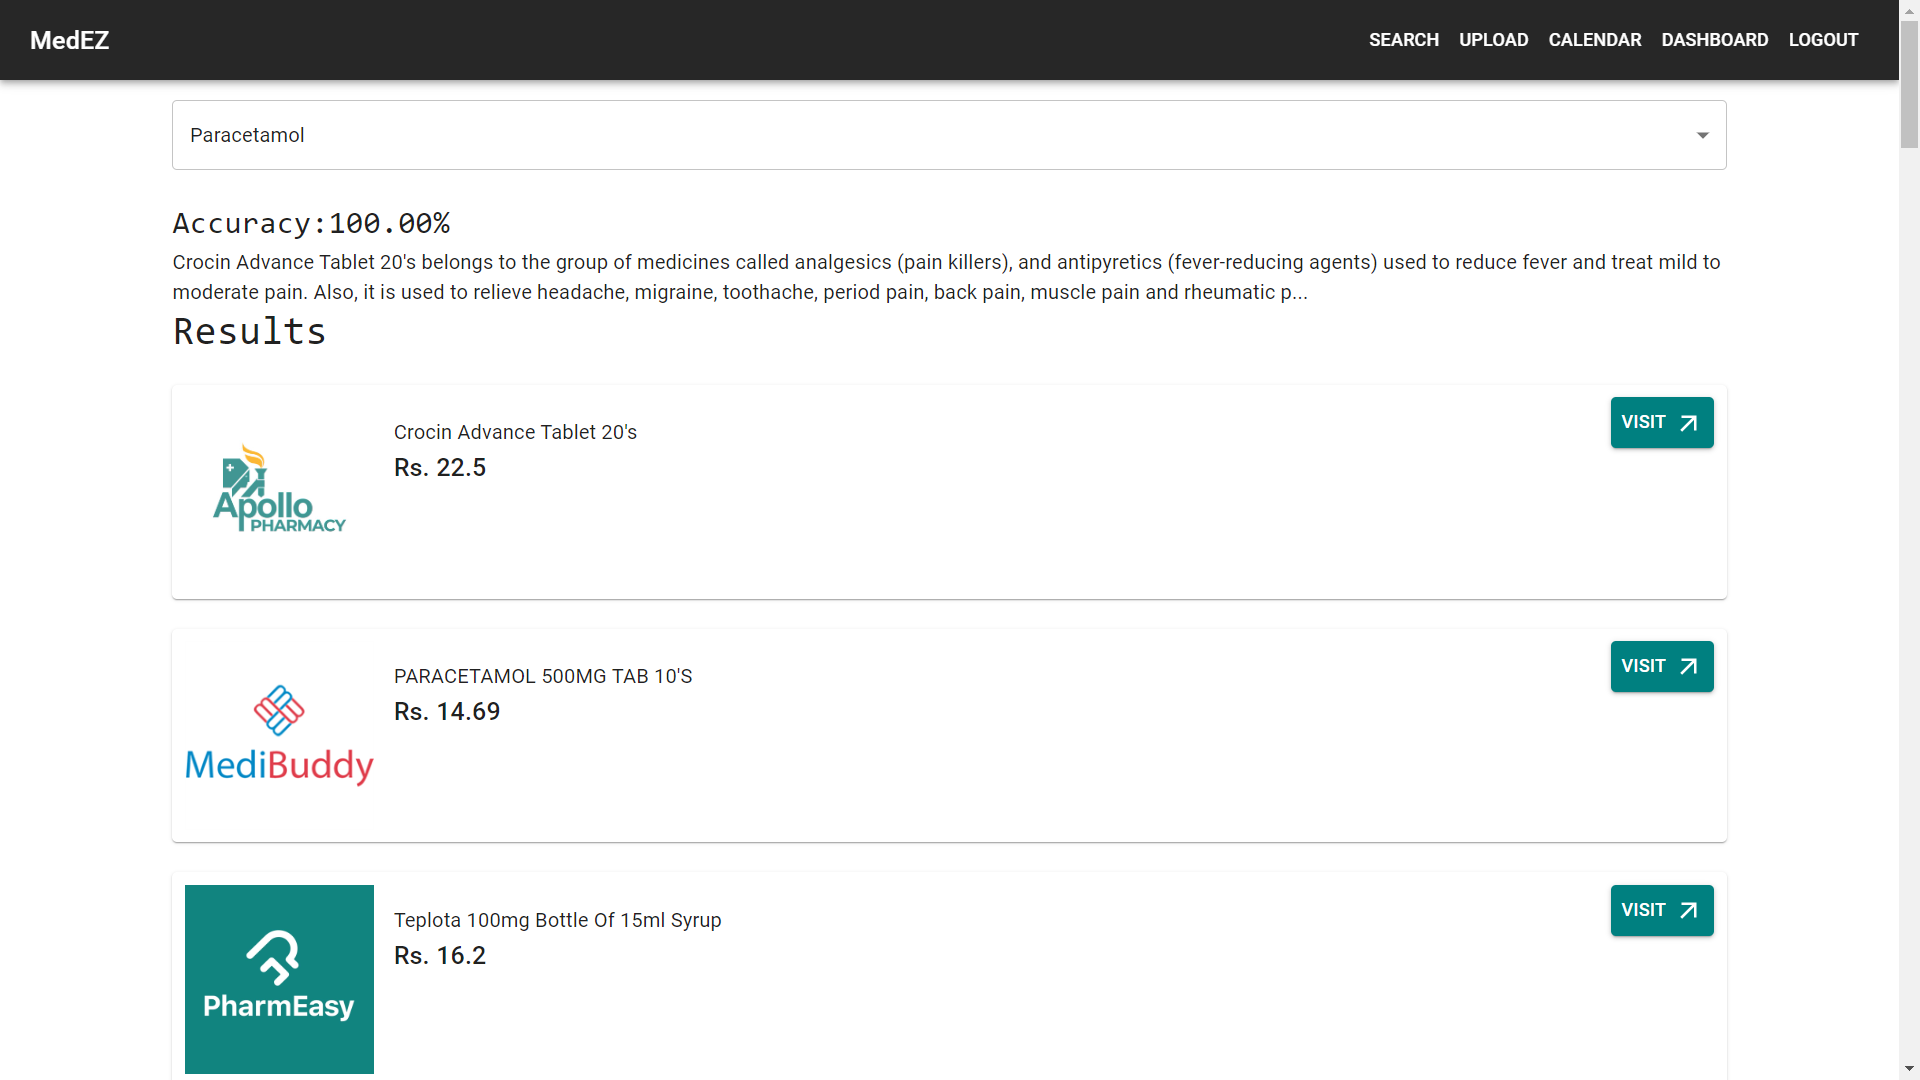 MedEZ
SEARCH UPLOAD CALENDAR DASHBOARD LOGOUT
Paracetamol
Accuracy:100.00%
Crocin Advance Tablet 20's belongs to the group of medicines called analgesics (pain killers), and antipyretics (fever-reducing agents) used to reduce fever and treat mild to
moderate pain. Also, it is used to relieve headache, migraine, toothache, period pain, back pain, muscle pain and rheumatic p...
Results
Apollo
PHARMACY
Crocin Advance Tablet 20's
Rs. 22.5
VISIT
MediBuddy
PARACETAMOL 500MG TAB 10'S
Rs. 14.69
VISIT
PharmEasy
Teplota 100mg Bottle Of 15ml Syrup
Rs. 16.2
VISIT